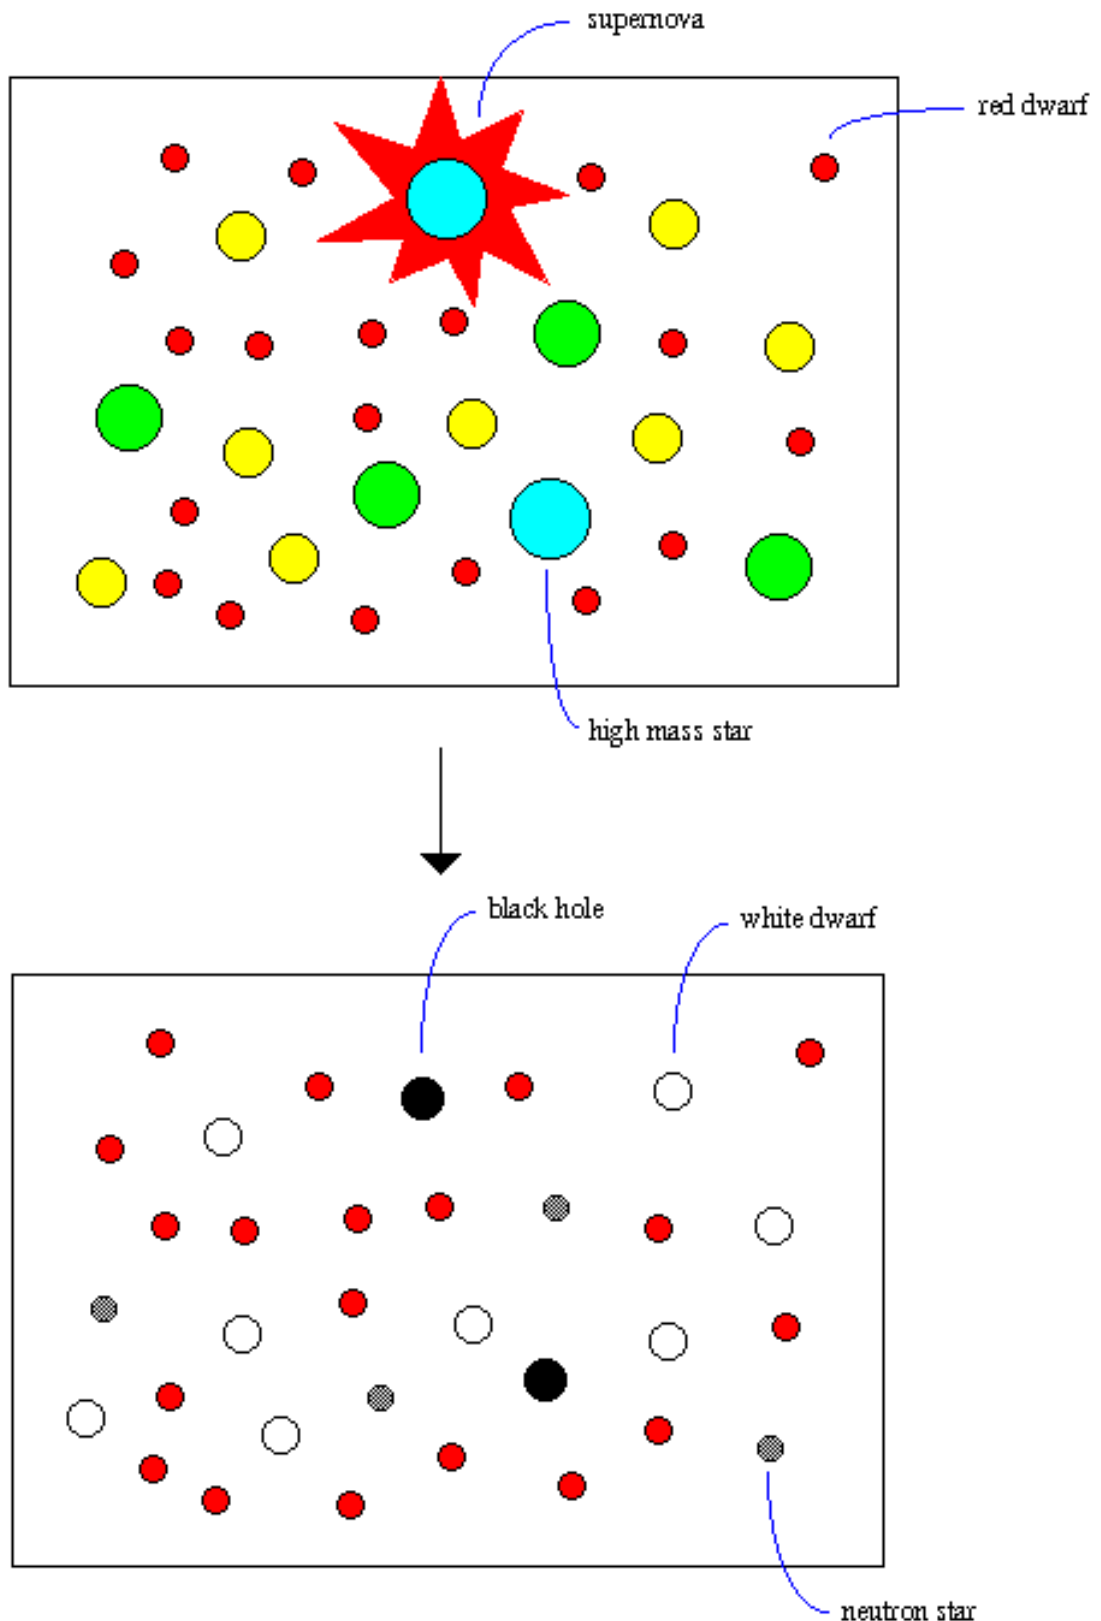 supernova
red dwarf
high mass star
black hole
white dwarf
neutron star